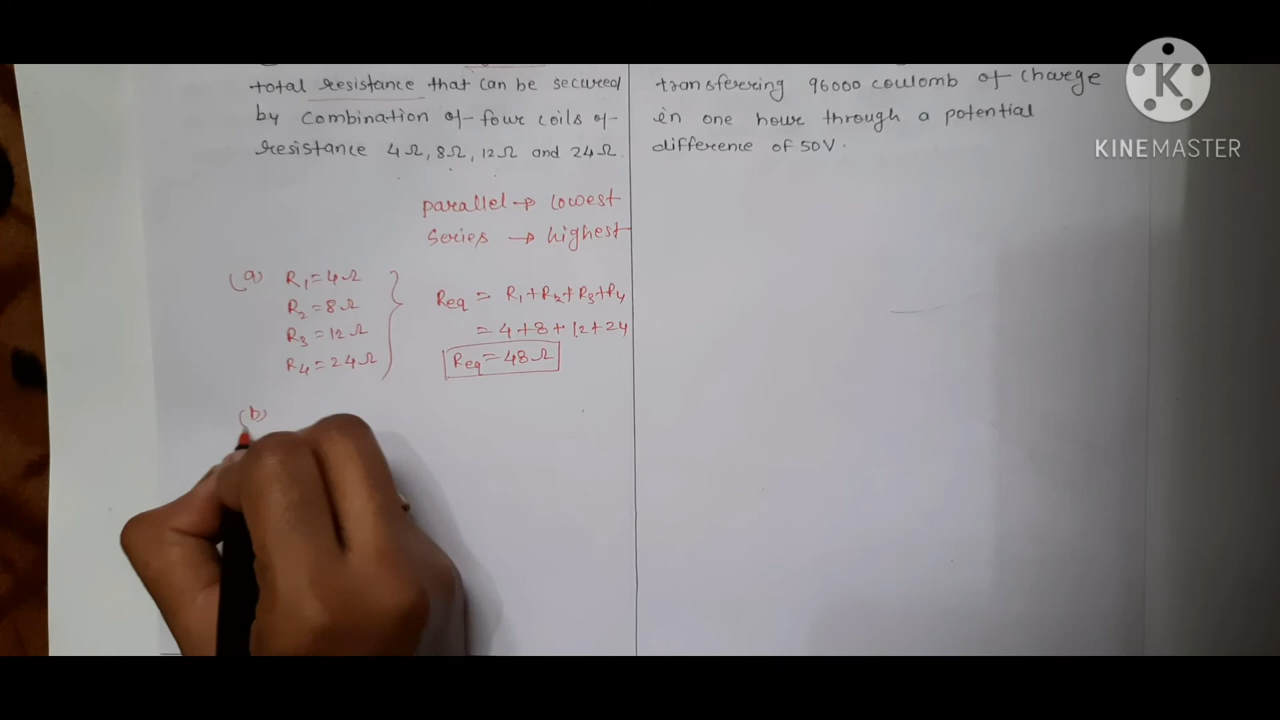 total resistance that can be secured
by combination of four coils of
resistance 4Ω, 8Ω, 12Ω and 24Ω.
parallel → lowest
series → highest
(a) R₁=4Ω
R₂=8Ω
R₃=12Ω
R₄=24Ω
Req = R₁+R₂+R₃+R₄
= 4+8+12+24
Req=48Ω
(b)
transferring 96000 coulomb of charge
in one hour through a potential
difference of 50V.
K
KINEMASTER